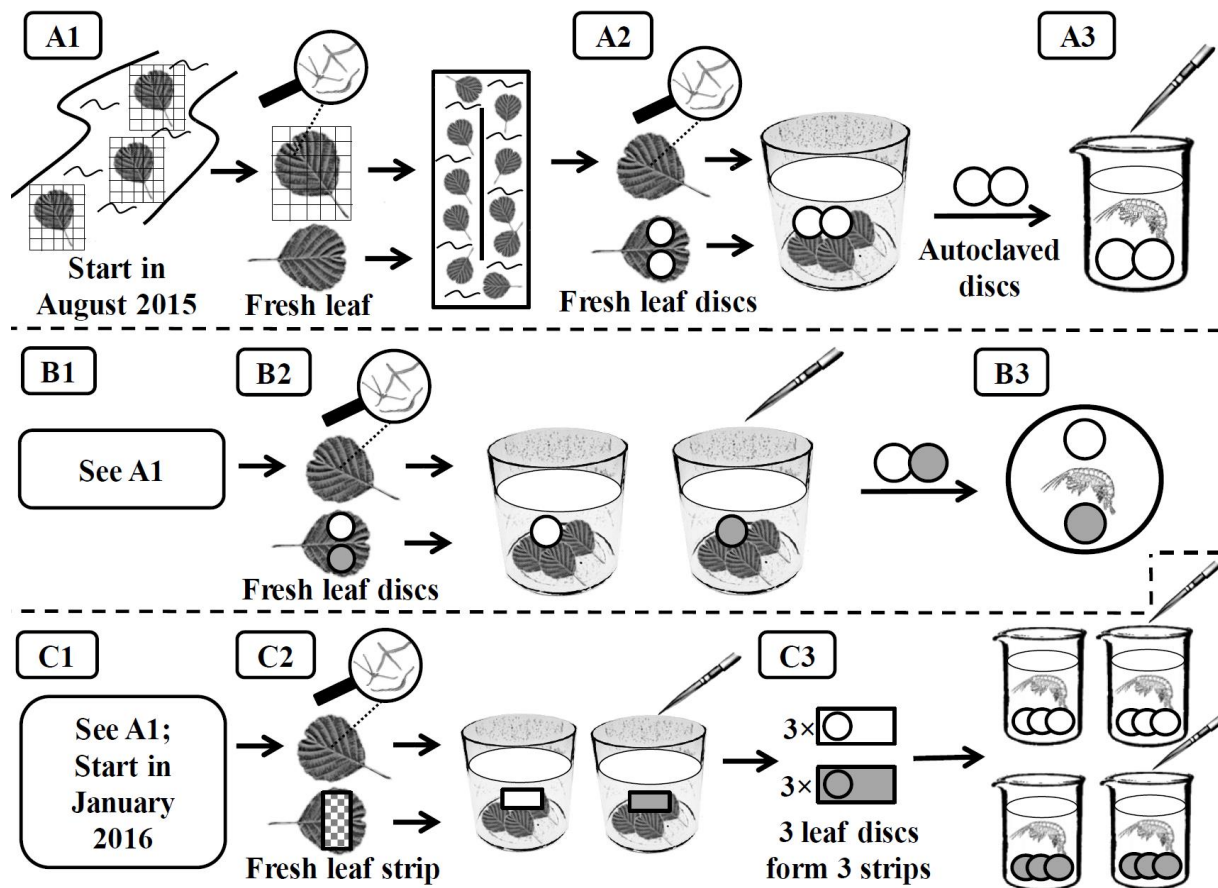 A1
A2
A3
Start in
August 2015
Fresh leaf
Fresh leaf discs
Autoclaved
discs
B1
B2
B3
See A1
Fresh leaf discs
C1
C2
C3
See A1;
Start in
January
2016
Fresh leaf strip
3×
3×
3 leaf discs
form 3 strips